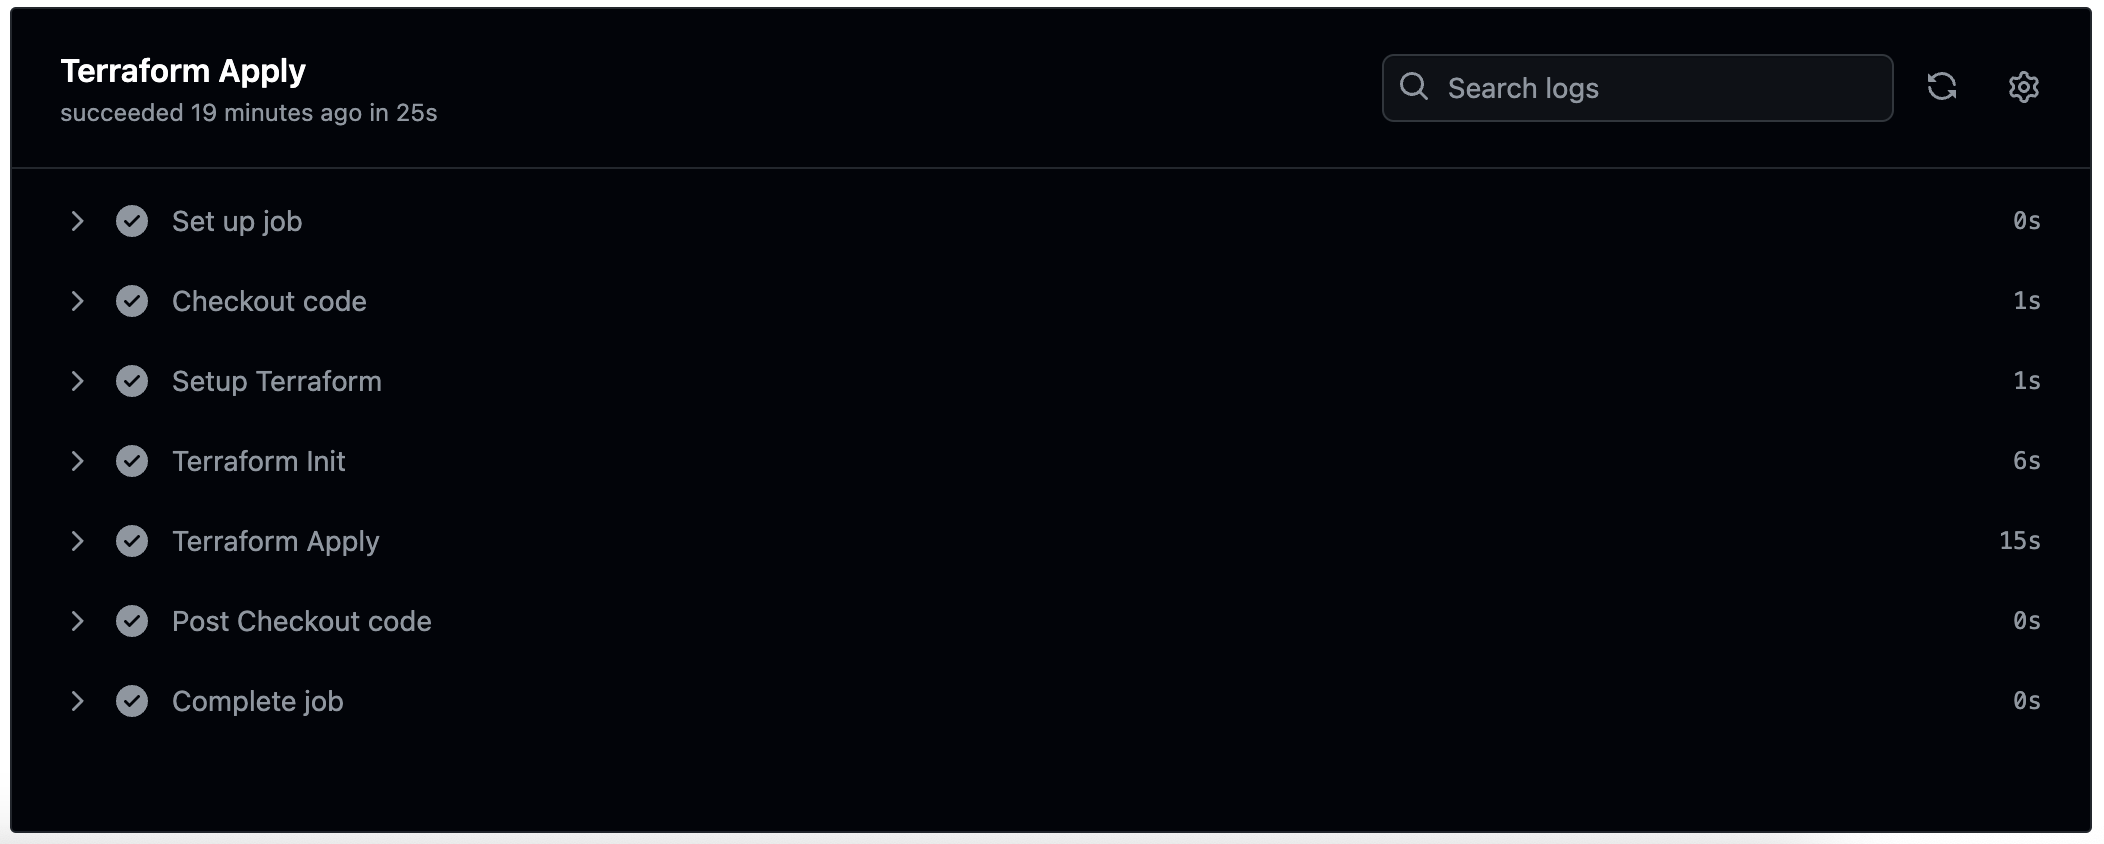 Terraform Apply
succeeded 19 minutes ago in 25s
Search logs
Set up job 0s
Checkout code 1s
Setup Terraform 1s
Terraform Init 6s
Terraform Apply 15s
Post Checkout code 0s
Complete job 0s